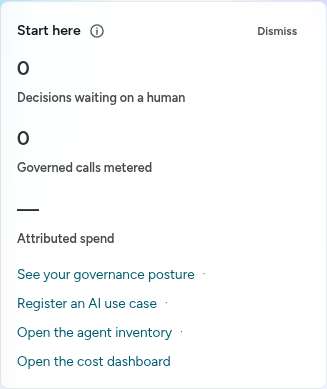 Start here Dismiss
0
Decisions waiting on a human
0
Governed calls metered
—
Attributed spend
See your governance posture ·
Register an AI use case ·
Open the agent inventory ·
Open the cost dashboard